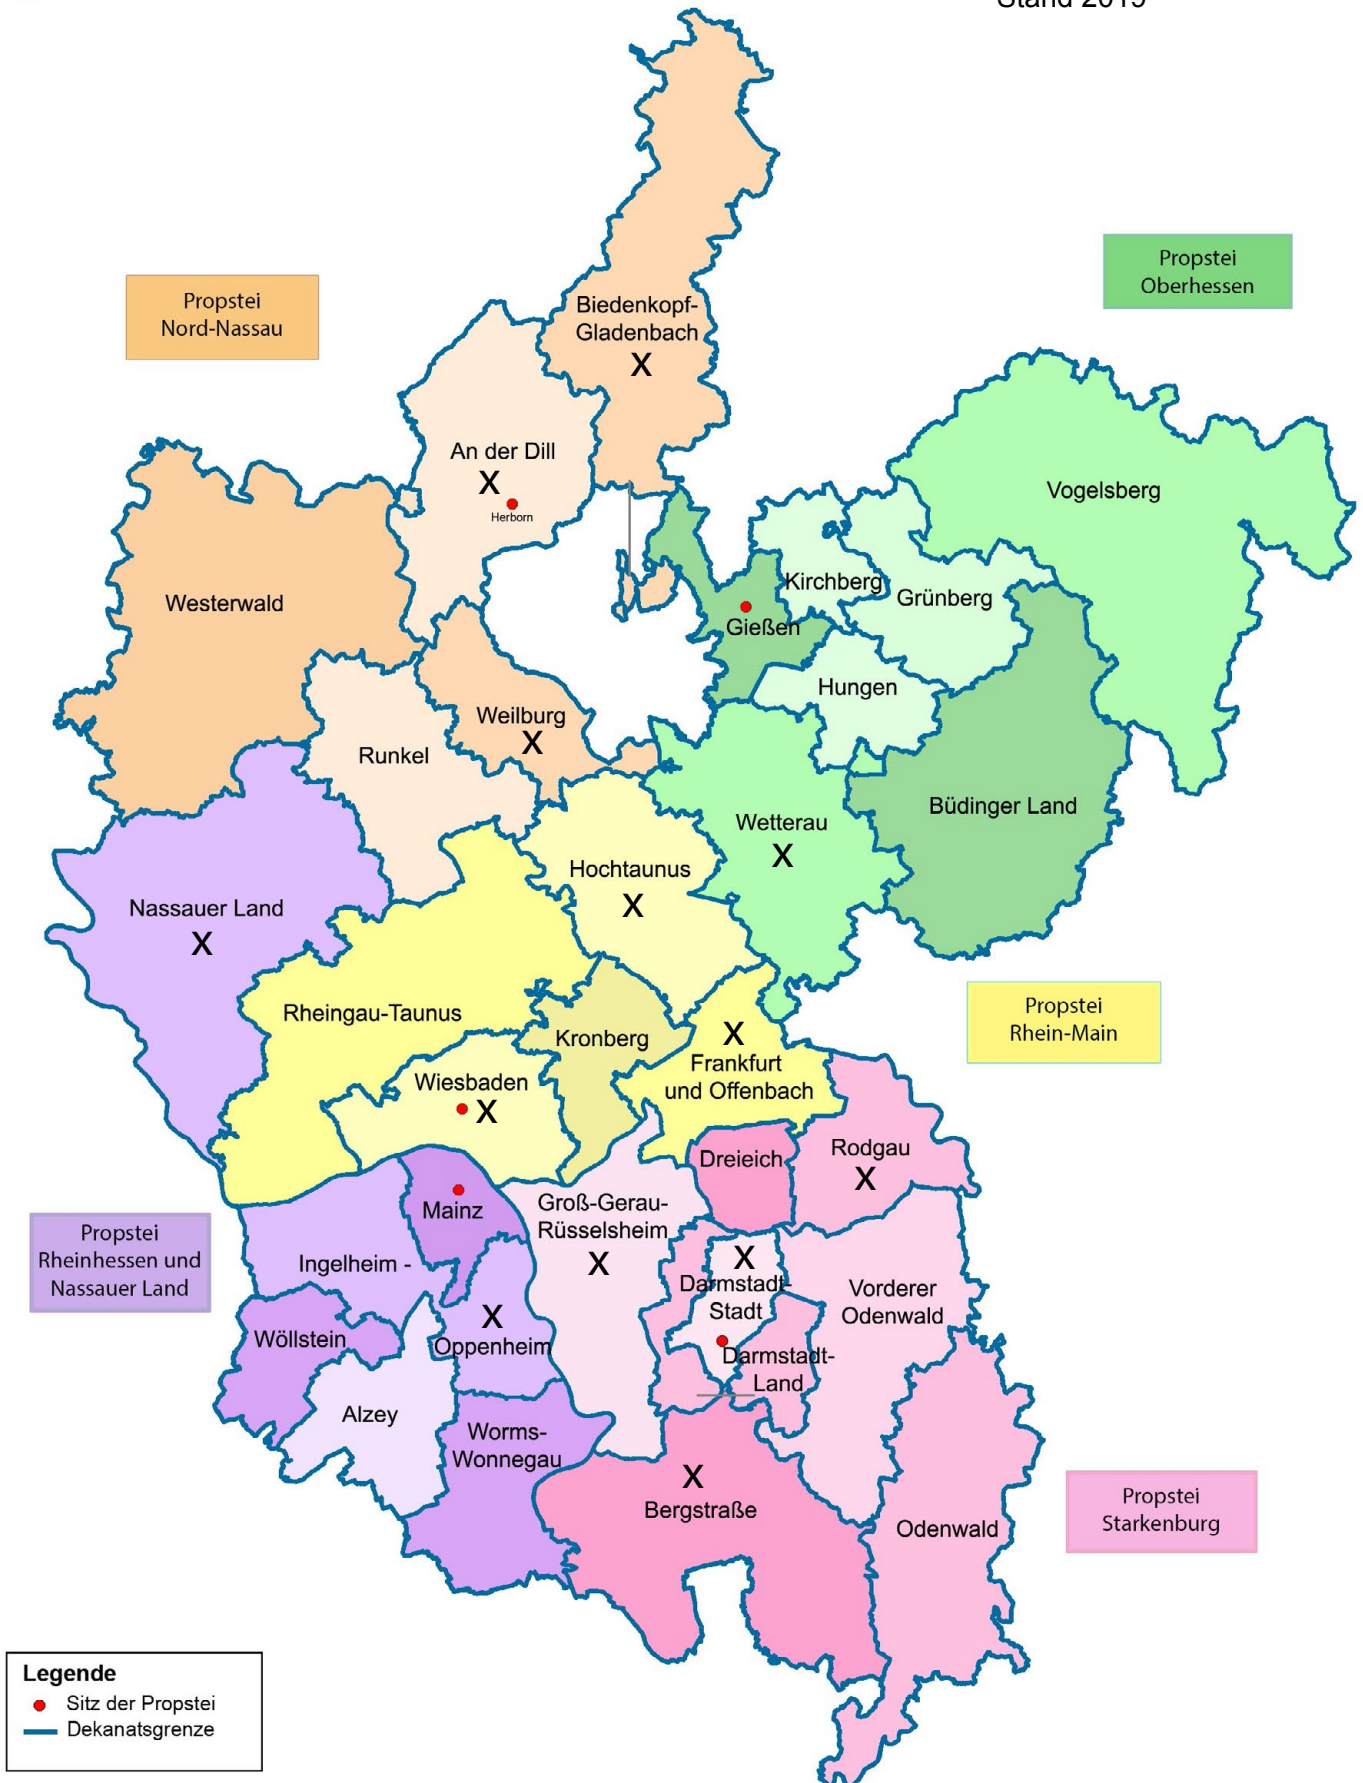 Stand 2019
Propstei
Oberhessen
Propstei
Nord-Nassau
Biedenkopf-
Gladenbach
X
An der Dill
X
Herborn
Vogelsberg
Westerwald
Kirchberg
Grünberg
Gießen
Hungen
Weilburg
X
Runkel
Büdinger Land
Wetterau
X
Hochtaunus
X
Nassauer Land
X
Propstei
Rhein-Main
Rheingau-Taunus
Kronberg
X
Frankfurt
und Offenbach
Wiesbaden
X
Dreieich
Rodgau
X
Mainz
Groß-Gerau-
Rüsselsheim
X
Propstei
Rheinhessen und
Nassauer Land
Ingelheim -
X
Oppenheim
X
Darmstadt-
Stadt
Vorderer
Odenwald
Wöllstein
Darmstadt-
Land
Alzey
Worms-
Wonnegau
X
Bergstraße
Odenwald
Propstei
Starkenburg
Legende
Sitz der Propstei
Dekanatsgrenze